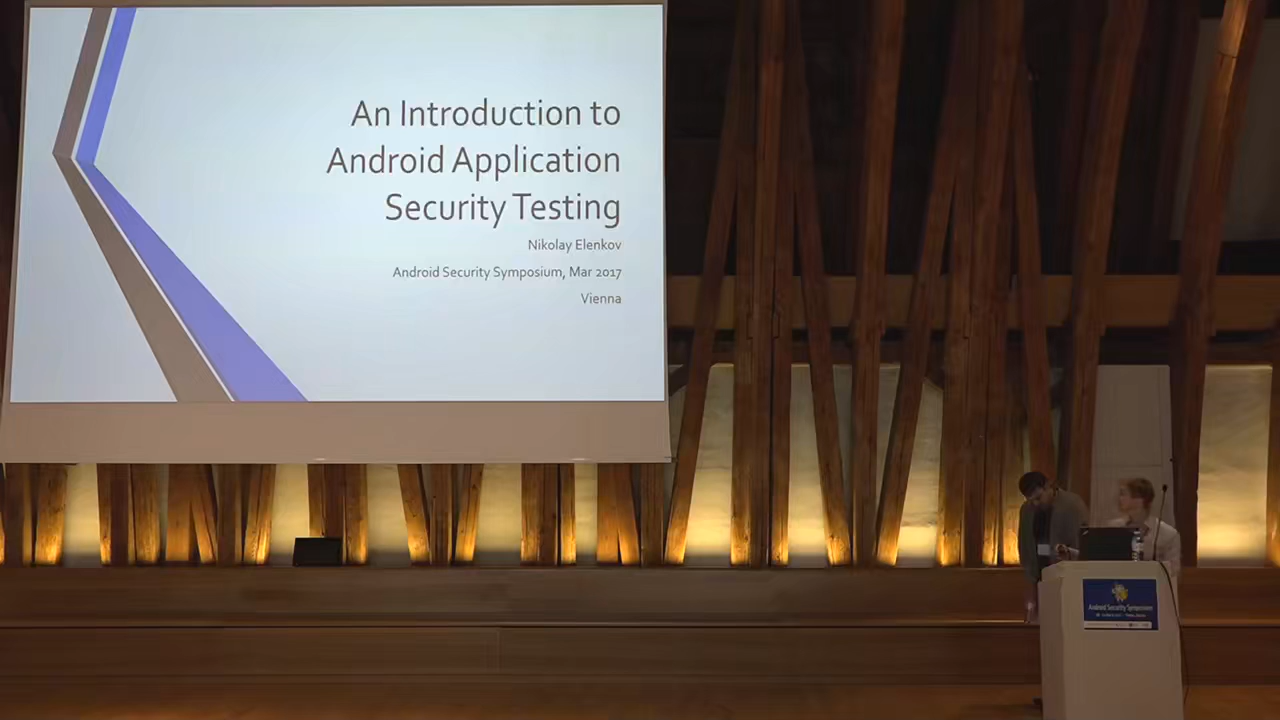 An Introduction to
Android Application
Security Testing
Nikolay Elenkov
Android Security Symposium, Mar 2017
Vienna
Android Security Symposium